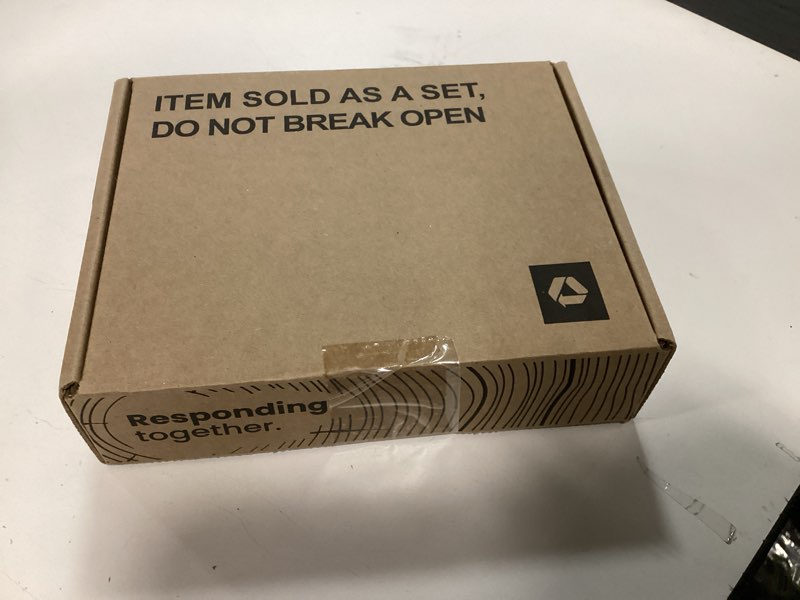 ITEM SOLD AS A SET,
DO NOT BREAK OPEN
Responding
together.